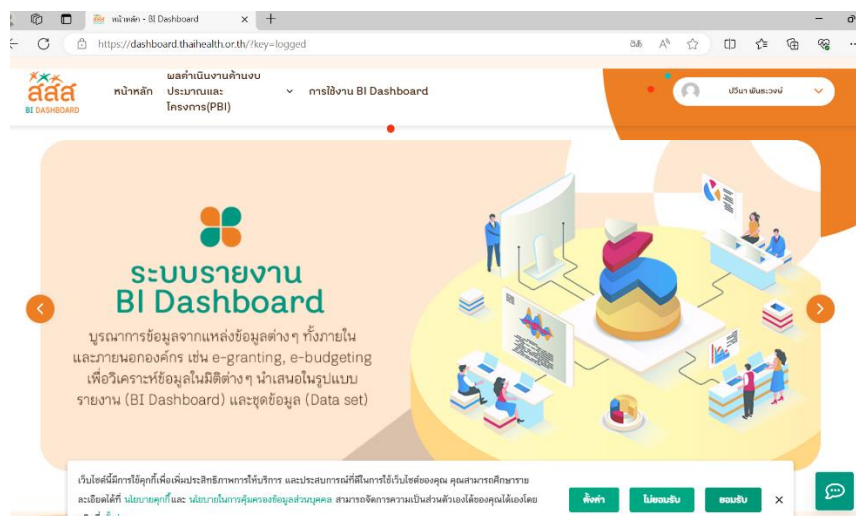 หน้าหลัก - BI Dashboard
https://dashboard.thaihealth.or.th/?key=logged
สสส
BI DASHBOARD
หน้าหลัก
ผลดำเนินงานด้านงบ
ประมาณและ
โครงการ(PBI)
การใช้งาน BI Dashboard
ปวีนา พันธะวงษ์
ระบบรายงาน
BI Dashboard
บูรณาการข้อมูลจากแหล่งข้อมูลต่างๆ ทั้งภายใน
และภายนอกองค์กร เช่น e-granting, e-budgeting
เพื่อวิเคราะห์ข้อมูลในมิติต่างๆ นำเสนอในรูปแบบ
รายงาน (BI Dashboard) และชุดข้อมูล (Data set)
เว็บไซต์นี้มีการใช้คุกกี้เพื่อเพิ่มประสิทธิภาพการให้บริการ และประสบการณ์ที่ดีในการใช้เว็บไซต์ของคุณ คุณสามารถศึกษาราย
ละเอียดได้ที่ นโยบายคุกกี้ และ นโยบายในการคุ้มครองข้อมูลส่วนบุคคล สามารถจัดการความเป็นส่วนตัวเองได้ของคุณได้เองโดย
ตั้งค่า
ไม่ยอมรับ
ยอมรับ